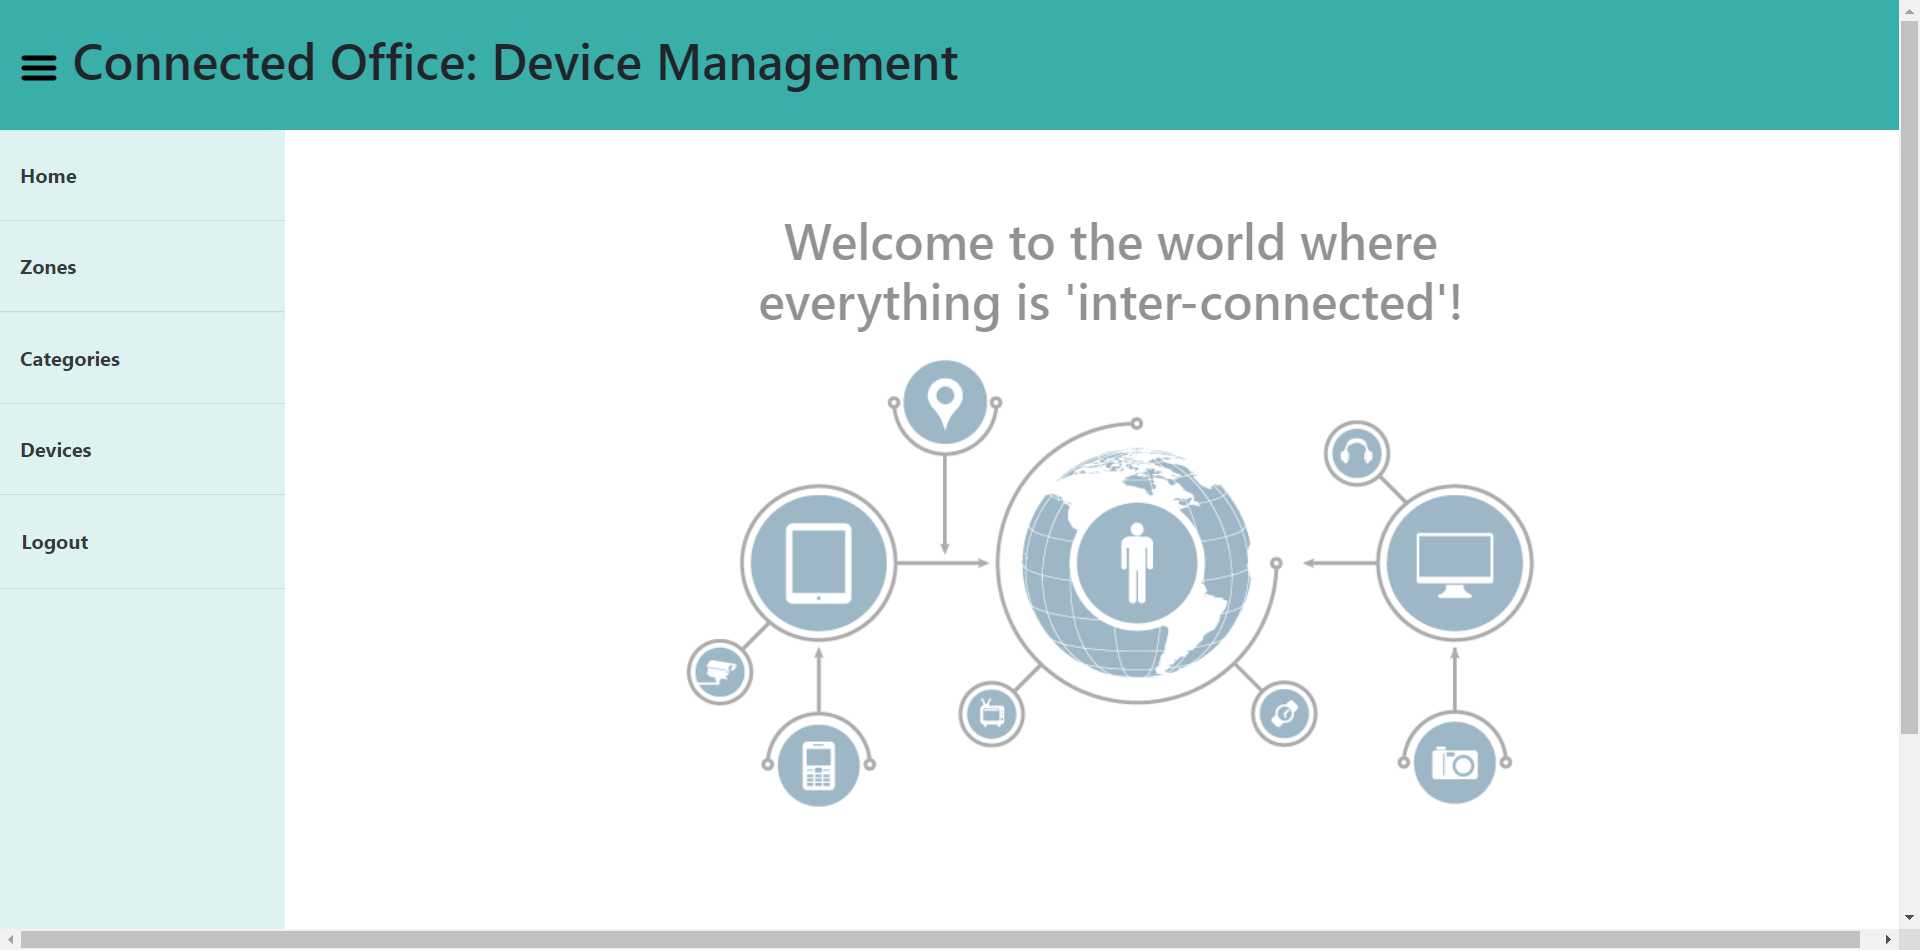 Connected Office: Device Management
Home
Zones
Categories
Devices
Logout
Welcome to the world where
everything is 'inter-connected'!